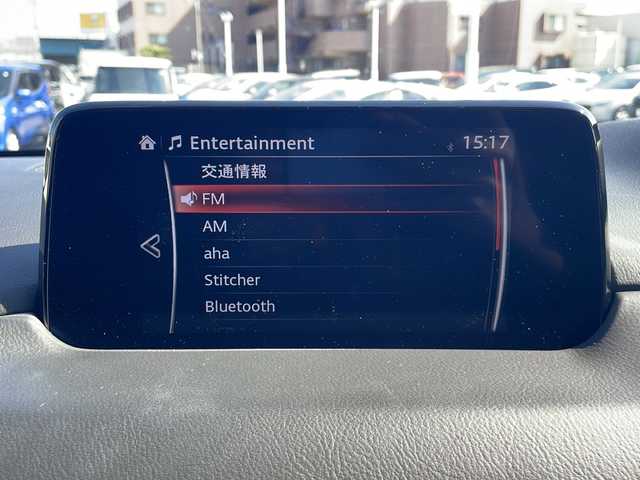 Entertainment 15:17
交通情報
FM
AM
aha
Stitcher
Bluetooth